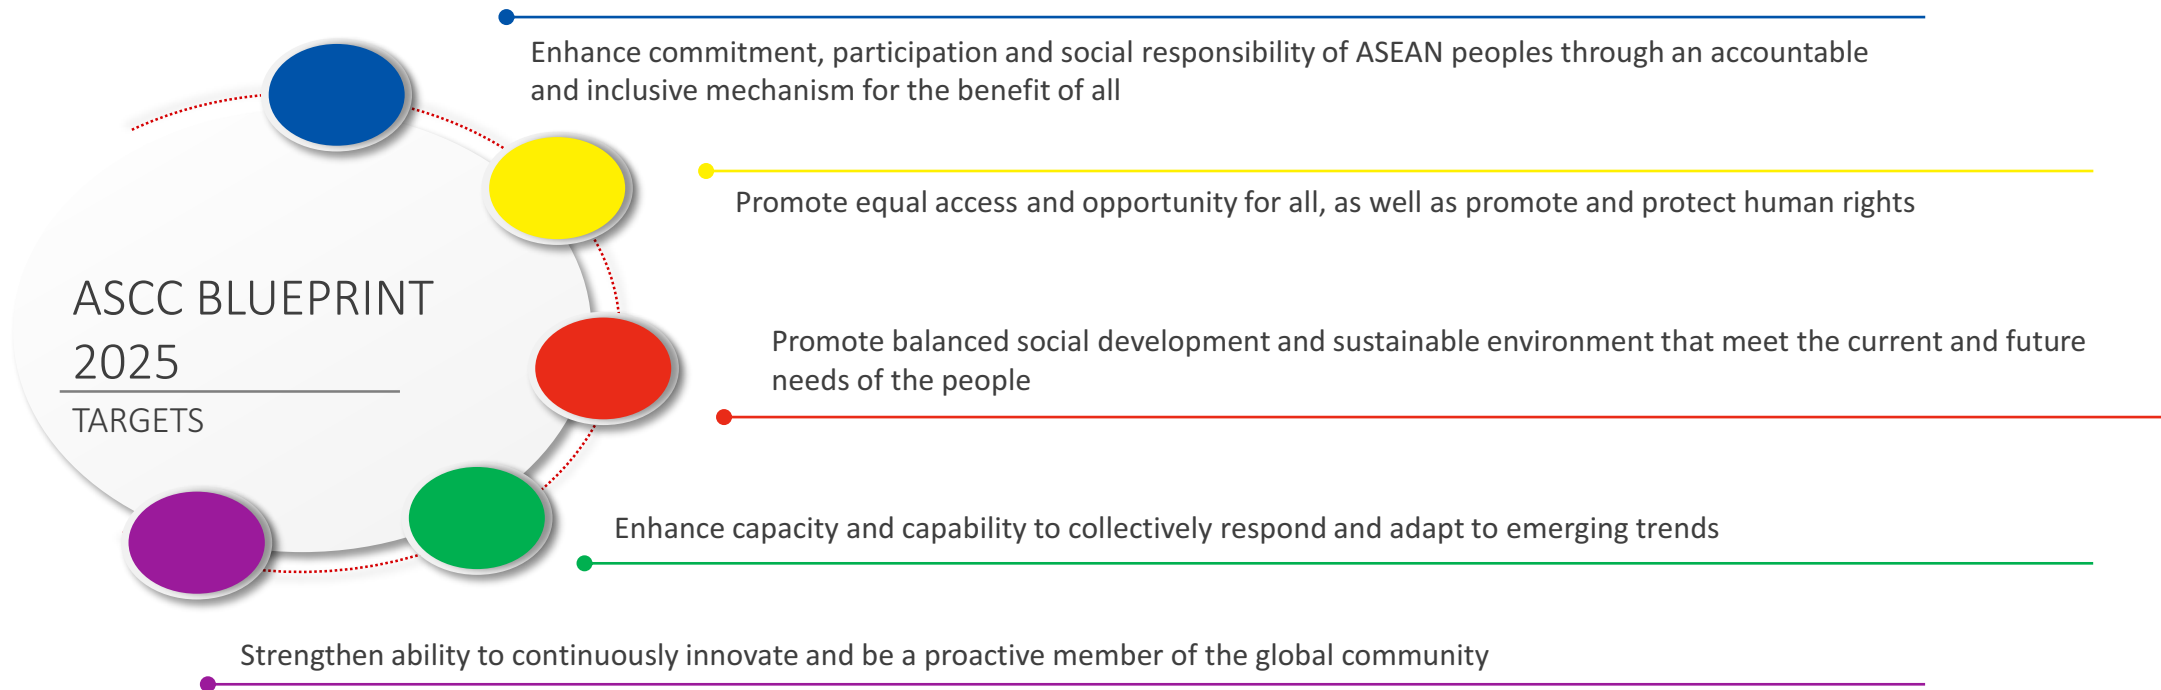 Enhance commitment, participation and social responsibility of ASEAN peoples through an accountable
and inclusive mechanism for the benefit of all
Promote equal access and opportunity for all, as well as promote and protect human rights
ASCC BLUEPRINT
2025
TARGETS
Promote balanced social development and sustainable environment that meet the current and future
needs of the people
Enhance capacity and capability to collectively respond and adapt to emerging trends
Strengthen ability to continuously innovate and be a proactive member of the global community